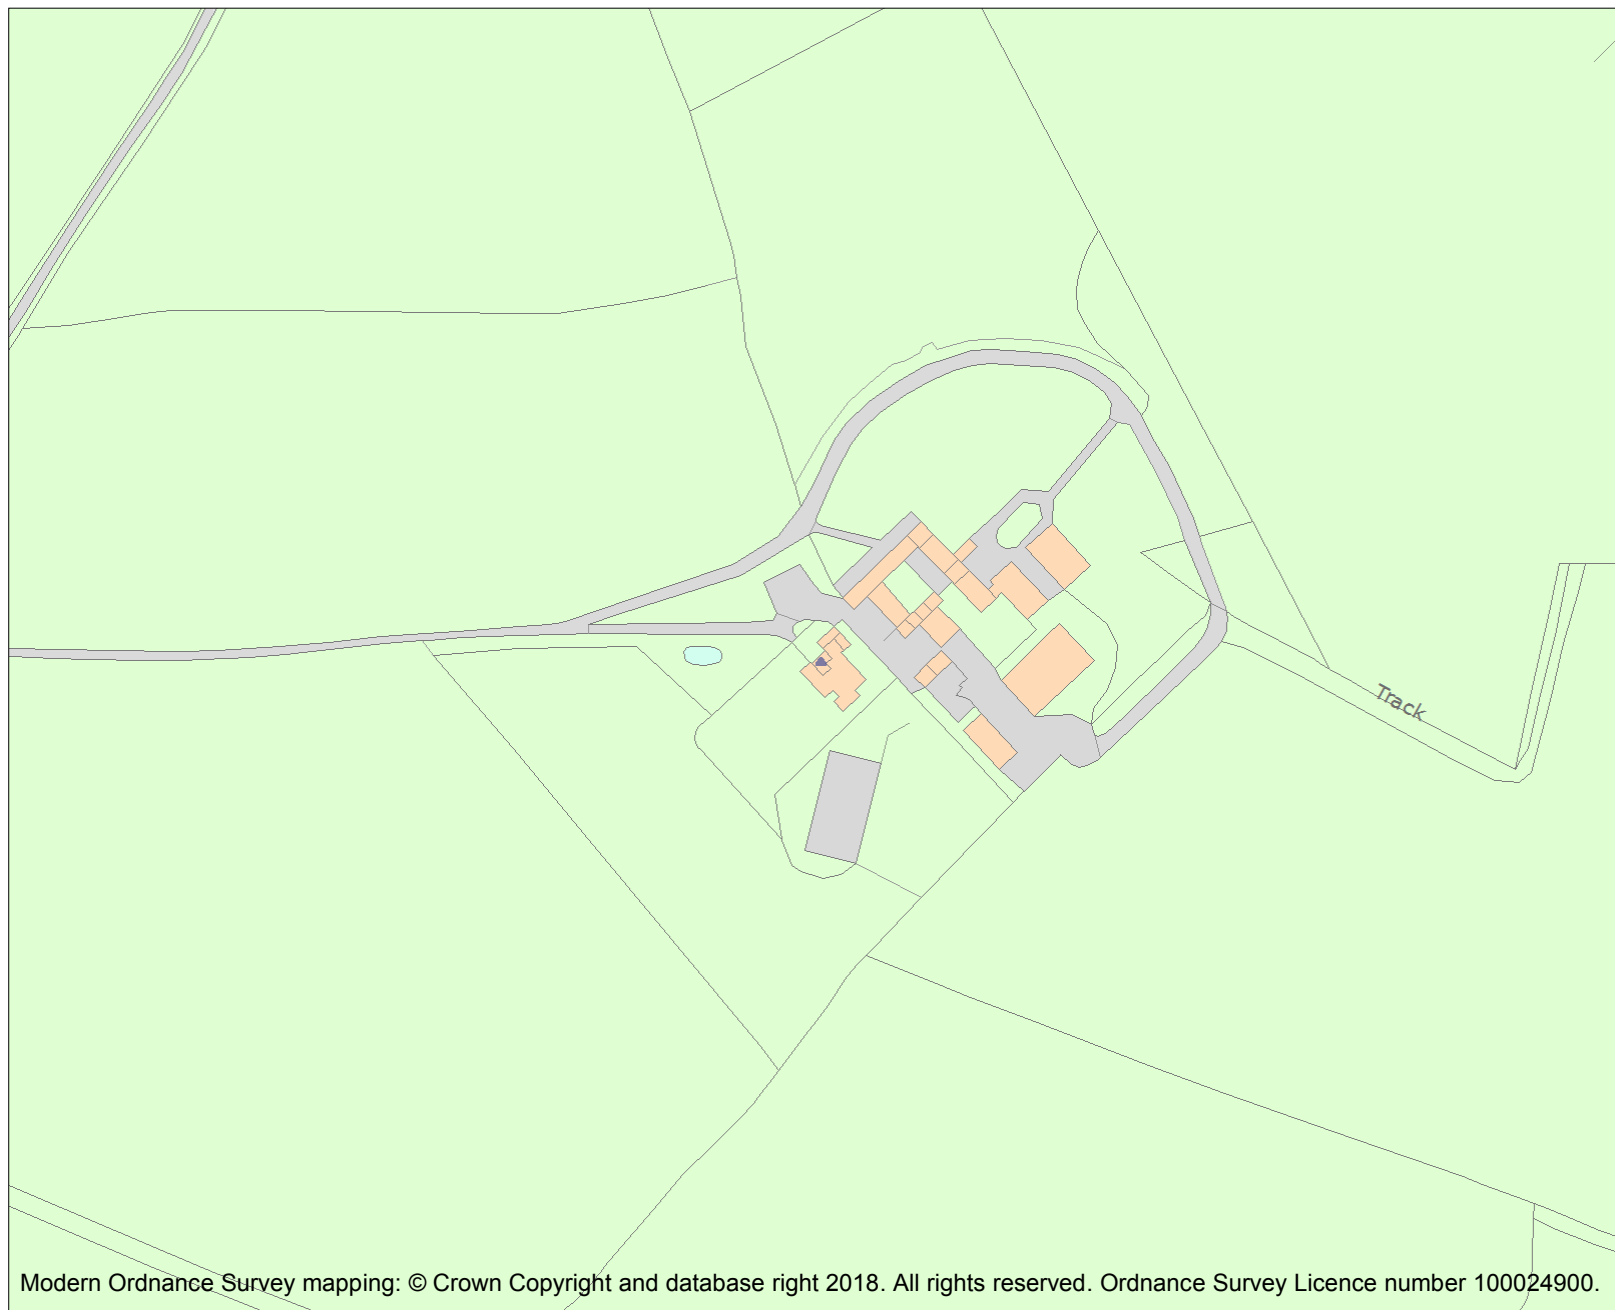 Track
Modern Ordnance Survey mapping: © Crown Copyright and database right 2018. All rights reserved. Ordnance Survey Licence number 100024900.